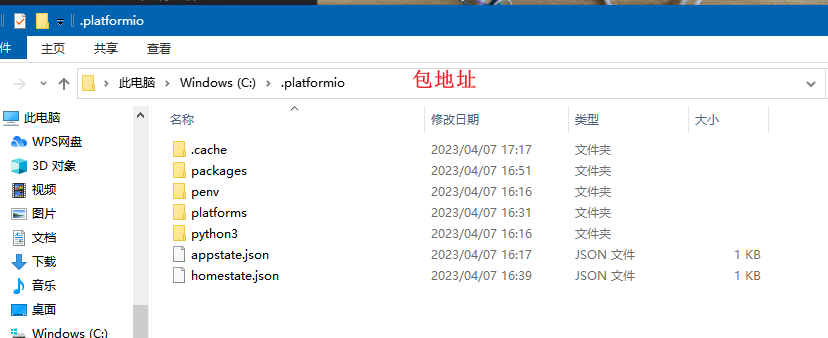 .platformio
件 主页 共享 查看
此电脑 Windows (C:) .platformio
包地址
此电脑
WPS网盘
3D 对象
视频
图片
文档
下载
音乐
桌面
Windows (C:)
名称 修改日期 类型 大小
.cache 2023/04/07 17:17 文件夹
packages 2023/04/07 16:51 文件夹
penv 2023/04/07 16:16 文件夹
platforms 2023/04/07 16:31 文件夹
python3 2023/04/07 16:16 文件夹
appstate.json 2023/04/07 16:17 JSON 文件 1 KB
homestate.json 2023/04/07 16:39 JSON 文件 1 KB